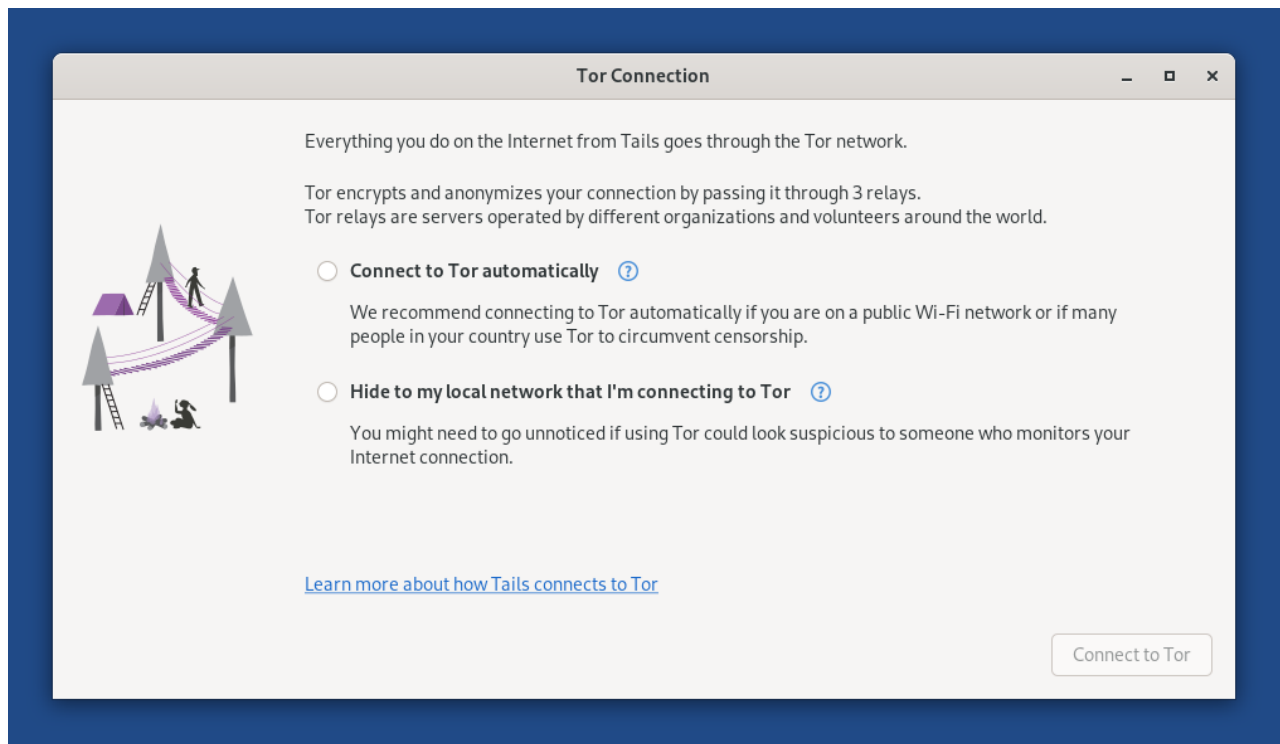 Tor Connection
Everything you do on the Internet from Tails goes through the Tor network.
Tor encrypts and anonymizes your connection by passing it through 3 relays.
Tor relays are servers operated by different organizations and volunteers around the world.
Connect to Tor automatically ?
We recommend connecting to Tor automatically if you are on a public Wi-Fi network or if many
people in your country use Tor to circumvent censorship.
Hide to my local network that I'm connecting to Tor ?
You might need to go unnoticed if using Tor could look suspicious to someone who monitors your
Internet connection.
Learn more about how Tails connects to Tor
Connect to Tor